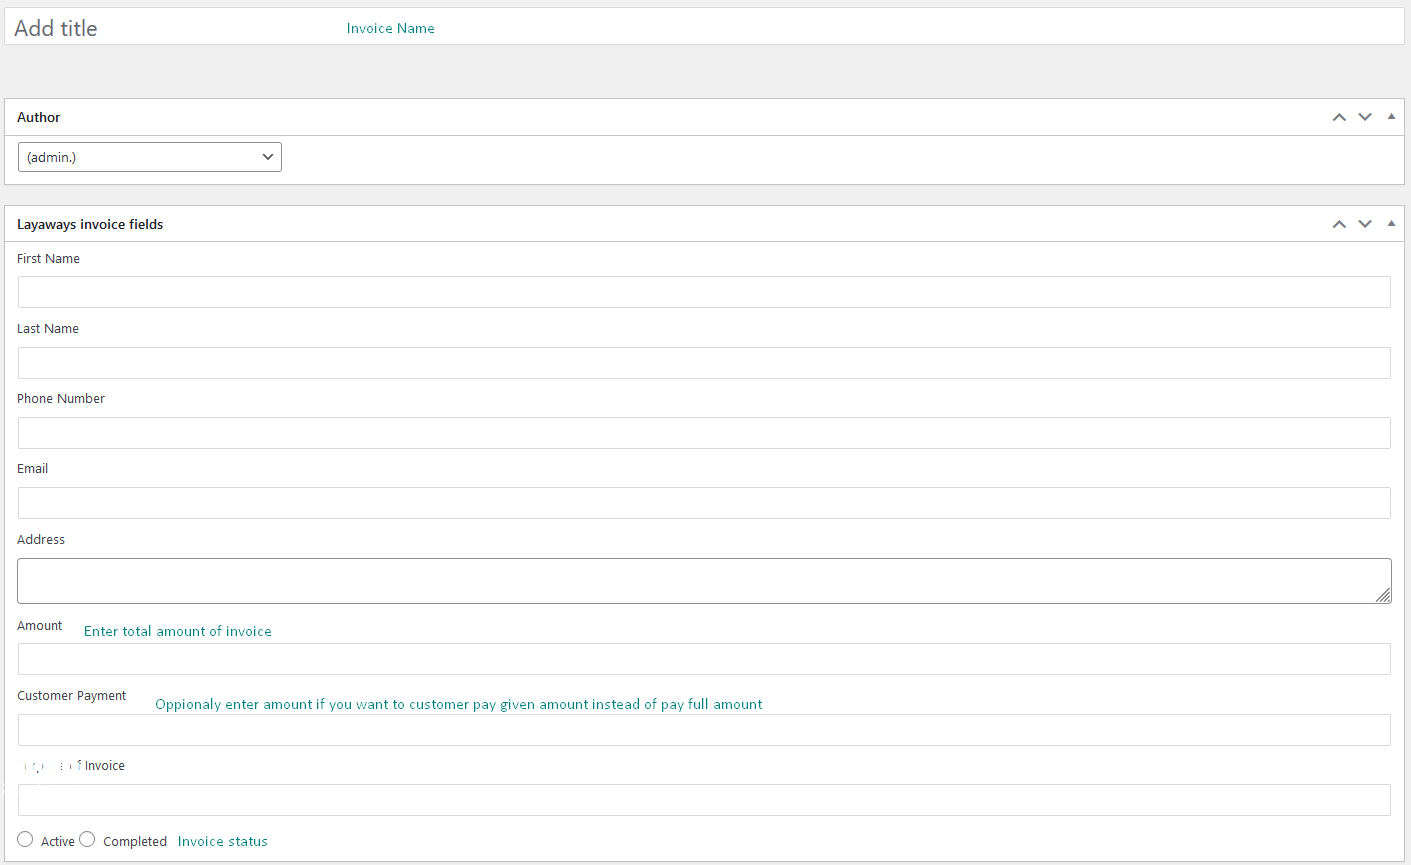 Add title Invoice Name
Author
(admin.)
Layaways invoice fields
First Name
Last Name
Phone Number
Email
Address
Amount Enter total amount of invoice
Customer Payment Oppionaly enter amount if you want to customer pay given amount instead of pay full amount
Invoice
Active Completed Invoice status